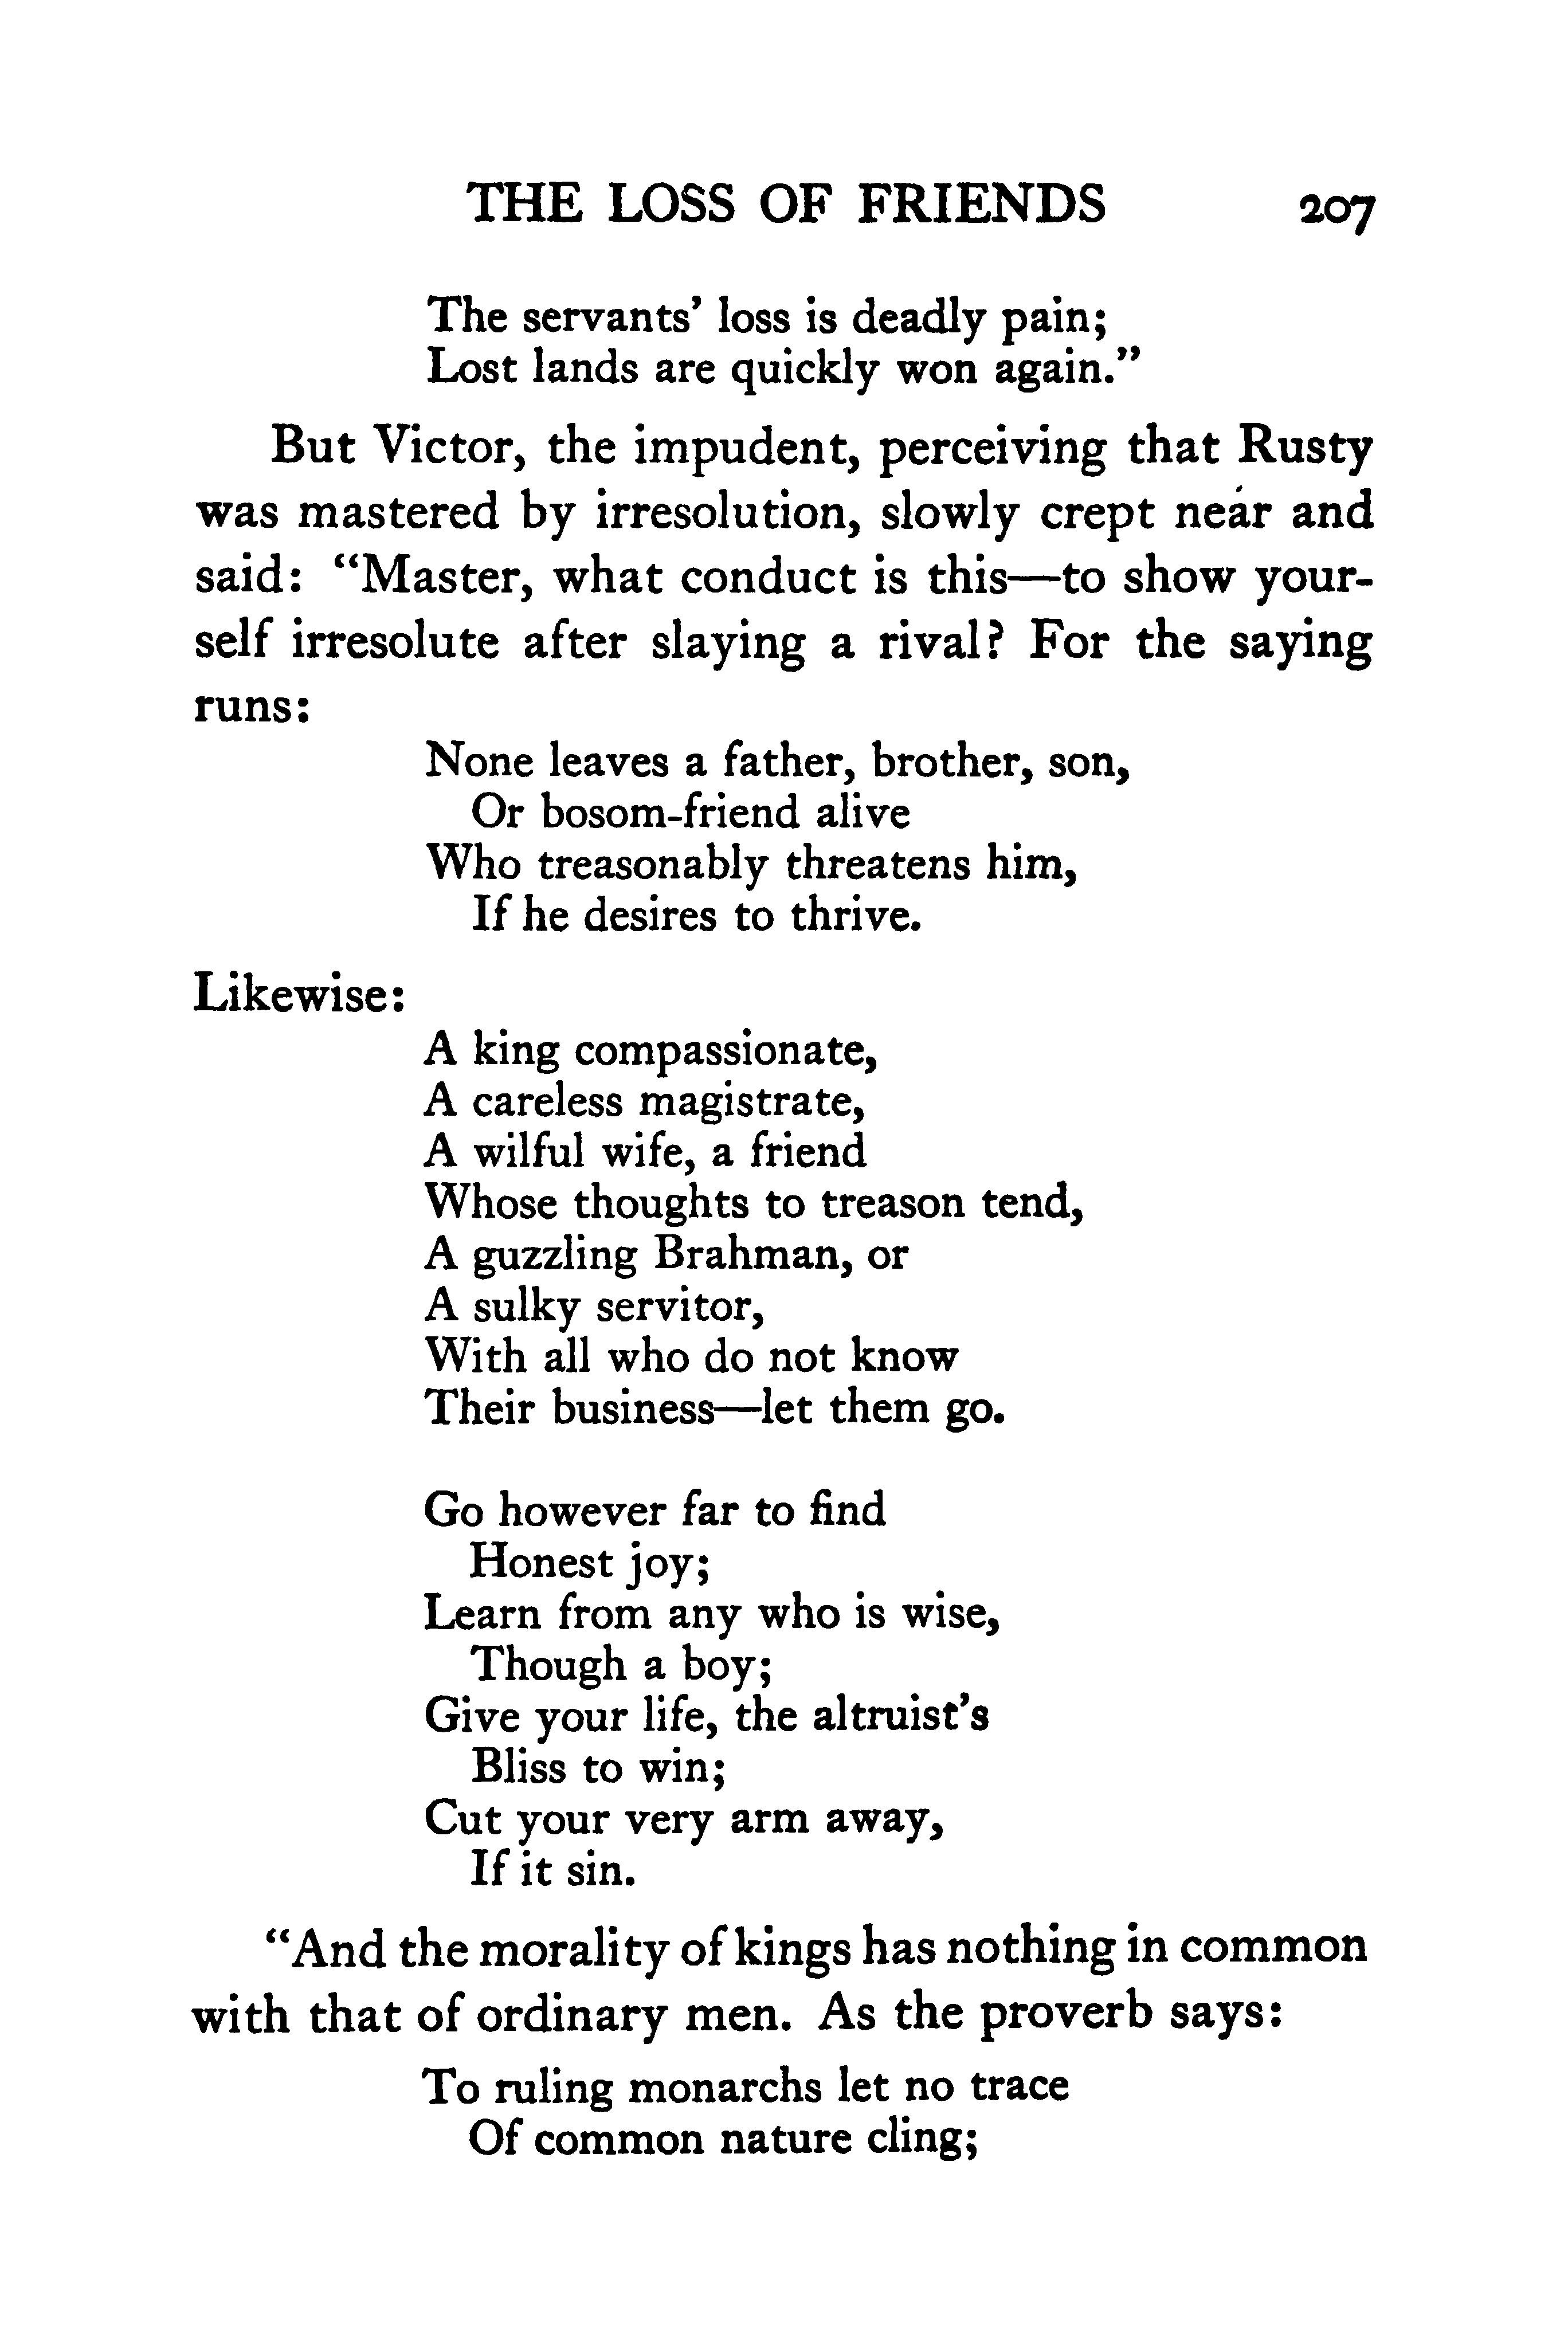 THE LOSS OF FRIENDS 207
The servants’ loss is deadly pain;
Lost lands are quickly won again.”
But Victor, the impudent, perceiving that Rusty
was mastered by irresolution, slowly crept near and
said: “Master, what conduct is this—to show your-
self irresolute after slaying a rival? For the saying
runs:
None leaves a father, brother, son,
Or bosom-friend alive
Who treasonably threatens him,
If he desires to thrive.
Likewise:
A king compassionate,
A careless magistrate,
A wilful wife, a friend
Whose thoughts to treason tend,
A guzzling Brahman, or
A sulky servitor,
With all who do not know
Their business—let them go.
Go however far to find
Honest joy;
Learn from any who is wise,
Though a boy;
Give your life, the altruist’s
Bliss to win;
Cut your very arm away,
If it sin.
“And the morality of kings has nothing in common
with that of ordinary men. As the proverb says:
To ruling monarchs let no trace
Of common nature cling;